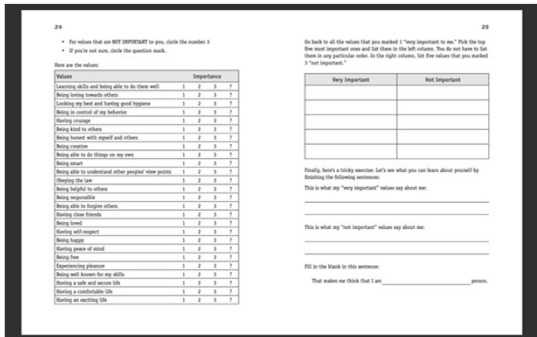 24
• For values that are NOT IMPORTANT to you, circle the number 3
• If you're not sure, circle the question mark.
Here are the values:
Values Importance
Learning skills and being able to do them well 1 2 3 ?
Being loving towards others 1 2 3 ?
Looking my best and having good hygiene 1 2 3 ?
Being in control of my behavior 1 2 3 ?
Having courage 1 2 3 ?
Being kind to others 1 2 3 ?
Being honest with myself and others 1 2 3 ?
Being creative 1 2 3 ?
Being able to do things on my own 1 2 3 ?
Being smart 1 2 3 ?
Being able to understand other peoples' view points 1 2 3 ?
Obeying the law 1 2 3 ?
Being helpful to others 1 2 3 ?
Being responsible 1 2 3 ?
Being able to forgive others 1 2 3 ?
Having close friends 1 2 3 ?
Being loved 1 2 3 ?
Having self-respect 1 2 3 ?
Being happy 1 2 3 ?
Having peace of mind 1 2 3 ?
Being free 1 2 3 ?
Experiencing pleasure 1 2 3 ?
Being well known for my skills 1 2 3 ?
Having a safe and secure life 1 2 3 ?
Having a comfortable life 1 2 3 ?
Having an exciting life 1 2 3 ?
25
Go back to all the values that you marked 1 "very important to me." Pick the top
five most important ones and list them in the left column. You do not have to list
them in any particular order. In the right column, list five values that you marked
3 "not important."
Very Important Not Important
Finally, here's a tricky exercise: Let's see what you can learn about yourself by
finishing the following sentences:
This is what my "very important" values say about me:
This is what my "not important" values say about me:
Fill in the blank in this sentence:
That makes me think that I am person.